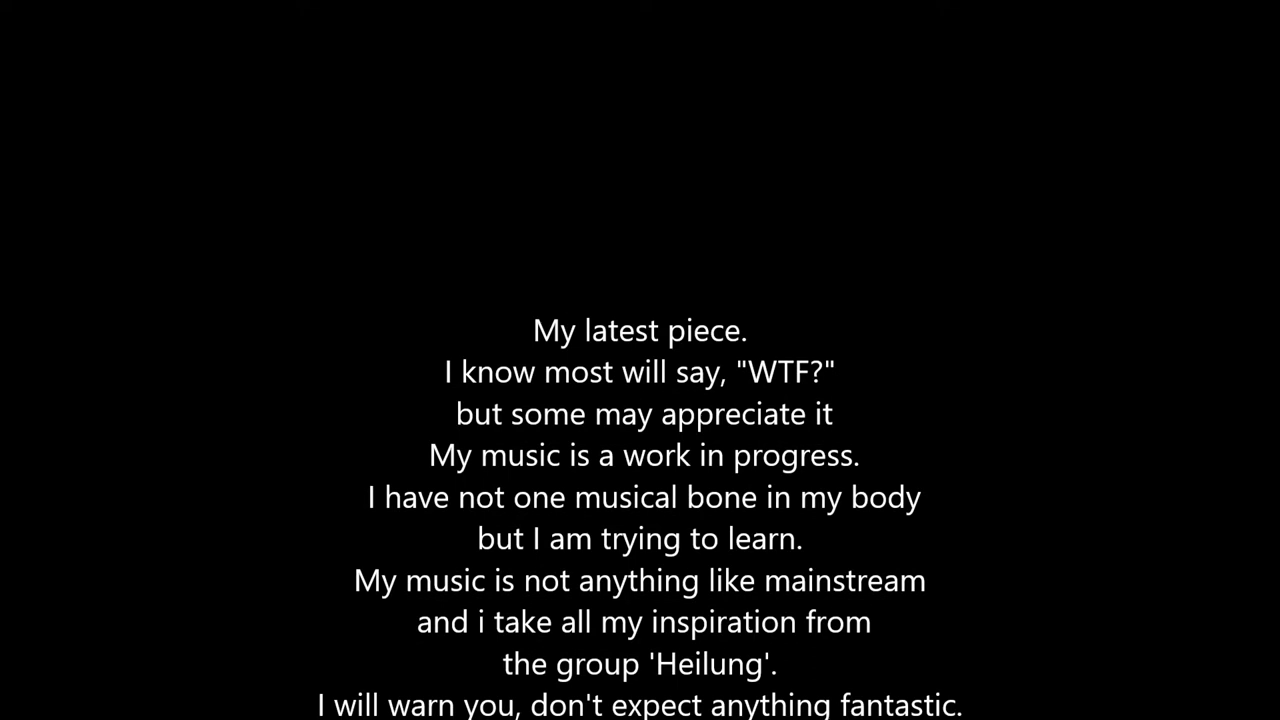 My latest piece.
I know most will say, "WTF?"
but some may appreciate it
My music is a work in progress.
I have not one musical bone in my body
but I am trying to learn.
My music is not anything like mainstream
and i take all my inspiration from
the group 'Heilung'.
I will warn you, don't expect anything fantastic.